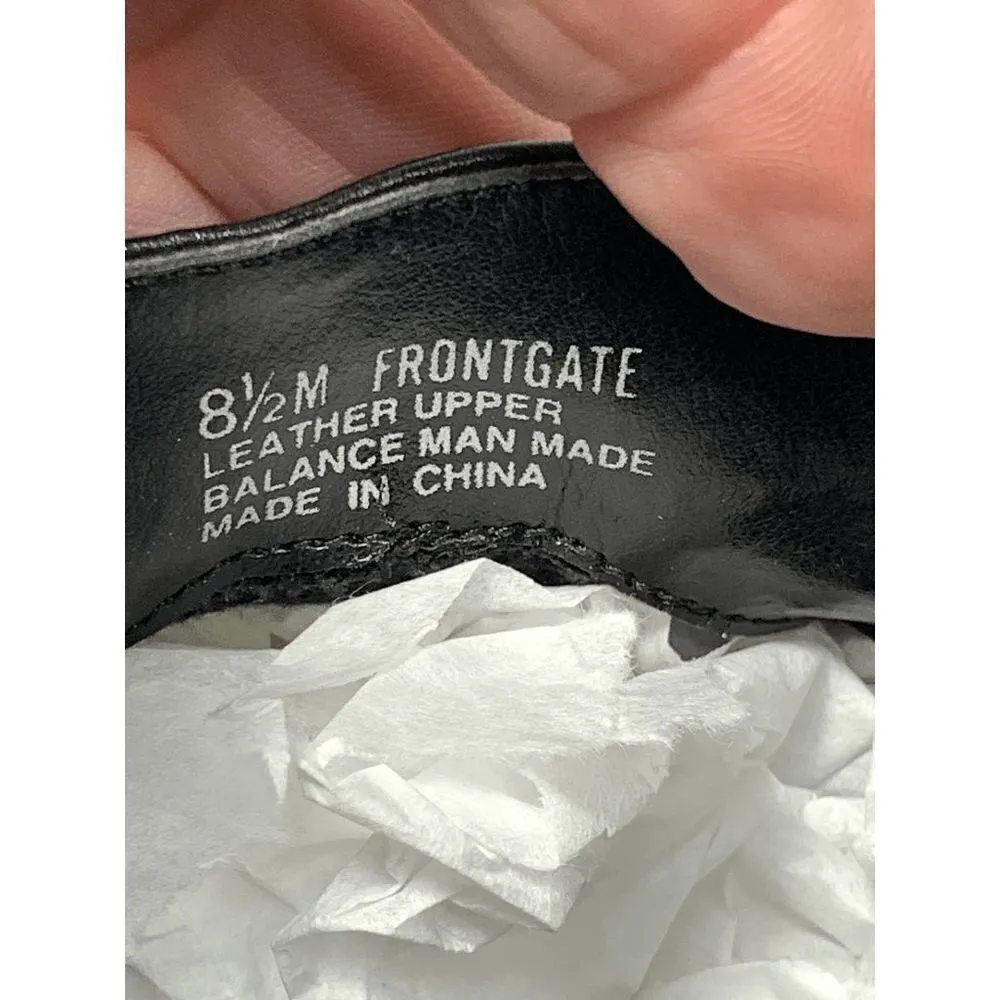 8½M FRONTGATE
LEATHER UPPER
BALANCE MAN MADE
MADE IN CHINA